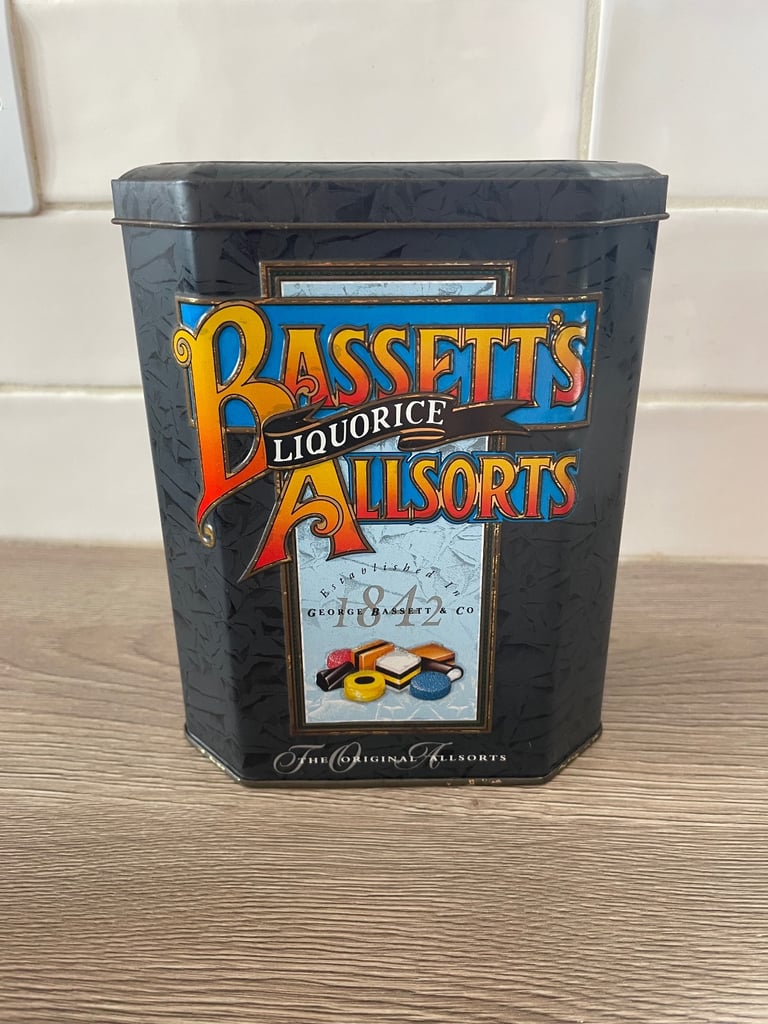 BASSETT'S
LIQUORICE
ALLSORTS
Established In
1842
GEORGE BASSETT & CO
THE ORIGINAL ALLSORTS